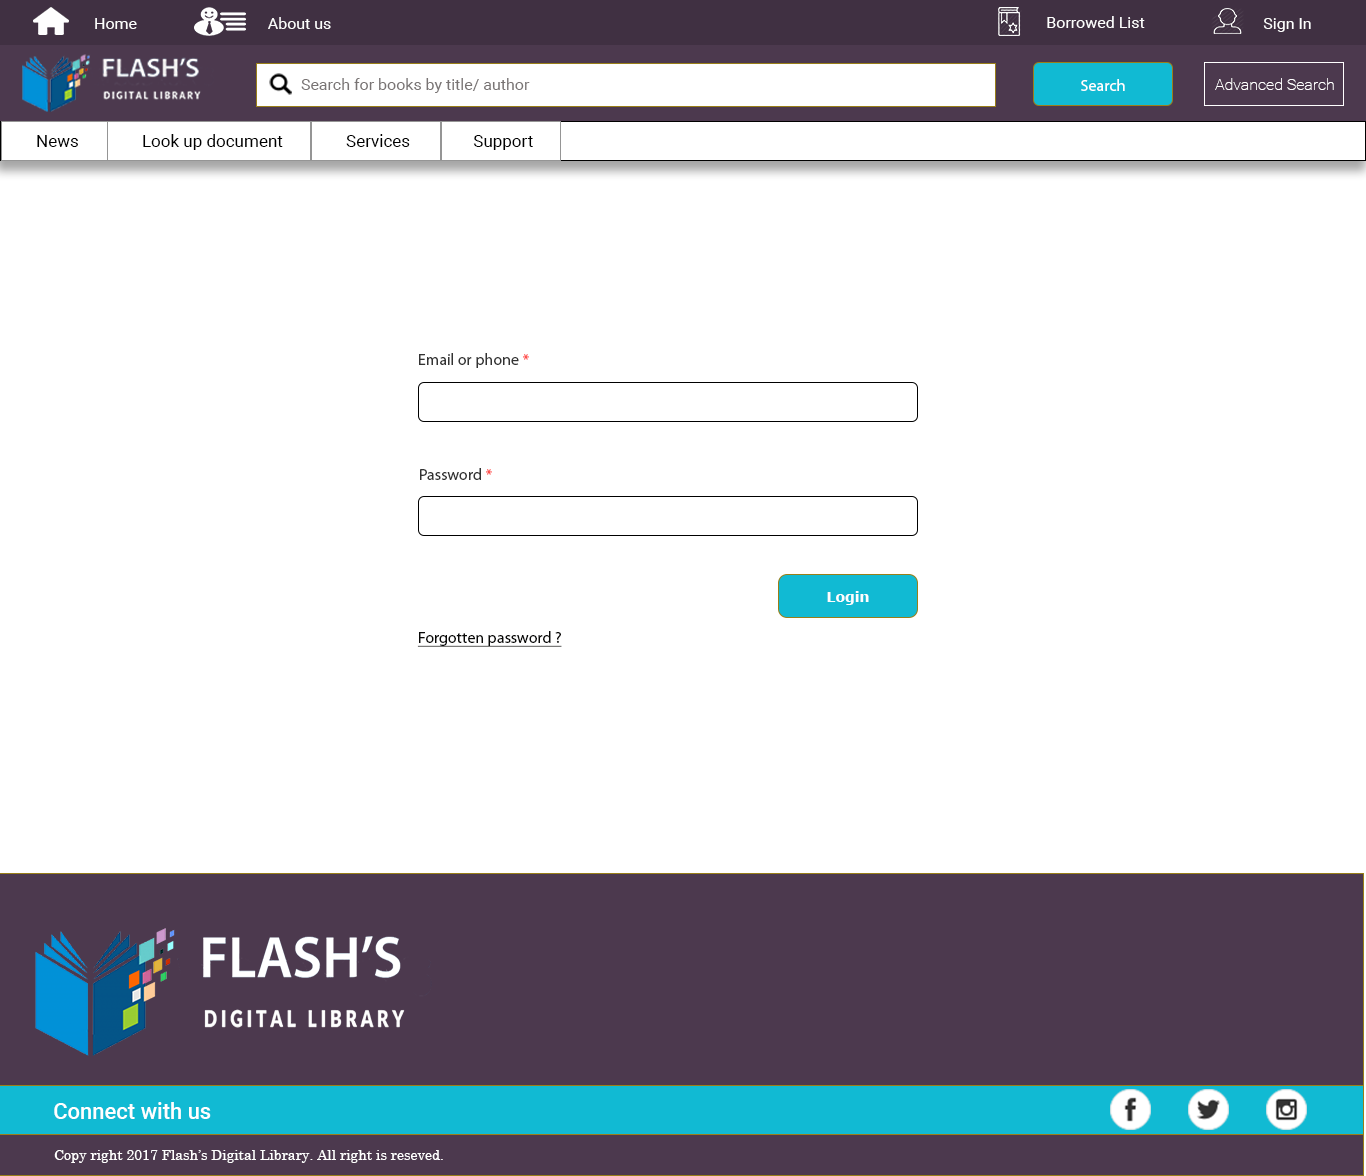 Home
About us
Borrowed List
Sign In
FLASH'S
DIGITAL LIBRARY
Search for books by title/ author
Search
Advanced Search
News
Look up document
Services
Support
Email or phone *
Password *
Login
Forgotten password ?
FLASH'S
DIGITAL LIBRARY
Connect with us
Copy right 2017 Flash's Digital Library. All right is reseved.